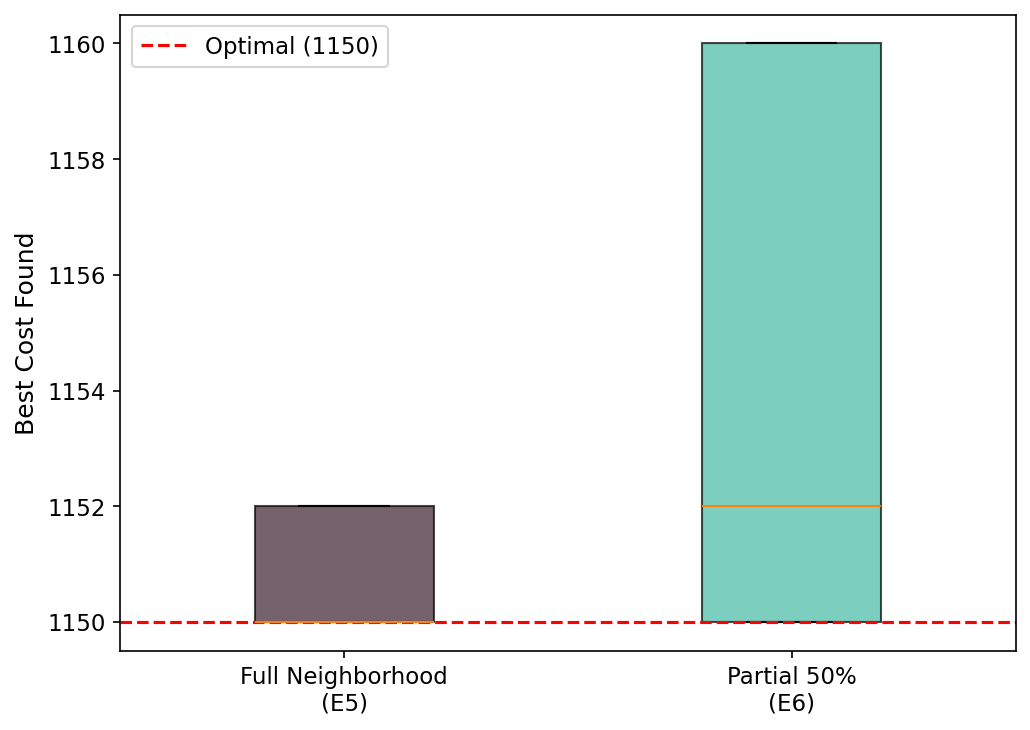 Optimal (1150)
Best Cost Found
1160
1158
1156
1154
1152
1150
Full Neighborhood
(E5)
Partial 50%
(E6)